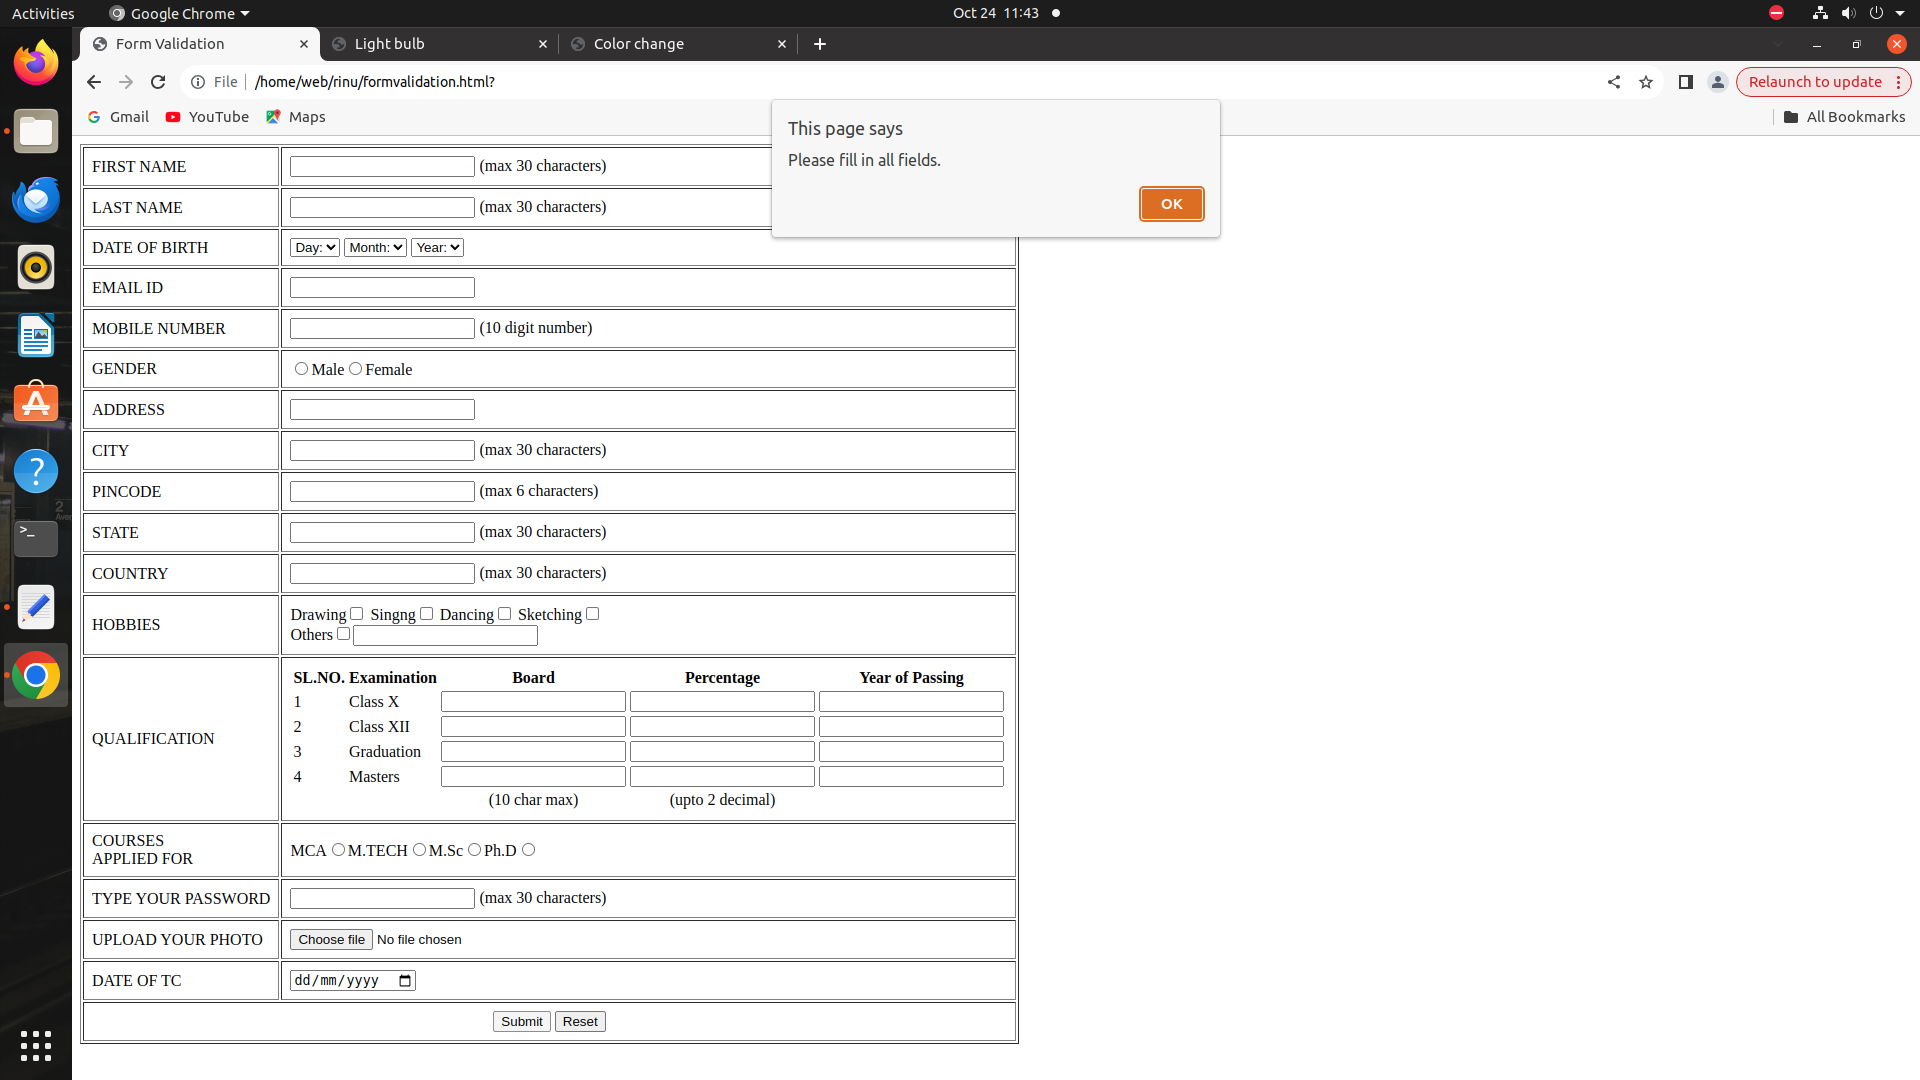 Activities Google Chrome Oct 24 11:43
Form Validation Light bulb Color change
File /home/web/rinu/formvalidation.html? Relaunch to update
Gmail YouTube Maps All Bookmarks
This page says
Please fill in all fields.
OK
FIRST NAME (max 30 characters)
LAST NAME (max 30 characters)
DATE OF BIRTH Day: Month: Year:
EMAIL ID
MOBILE NUMBER (10 digit number)
GENDER Male Female
ADDRESS
CITY (max 30 characters)
PINCODE (max 6 characters)
STATE (max 30 characters)
COUNTRY (max 30 characters)
HOBBIES Drawing Singng Dancing Sketching
Others
QUALIFICATION
SL.NO. Examination Board Percentage Year of Passing
1 Class X
2 Class XII
3 Graduation
4 Masters
(10 char max) (upto 2 decimal)
COURSES
APPLIED FOR
MCA M.TECH M.Sc Ph.D
TYPE YOUR PASSWORD (max 30 characters)
UPLOAD YOUR PHOTO Choose file No file chosen
DATE OF TC dd/mm/yyyy
Submit Reset